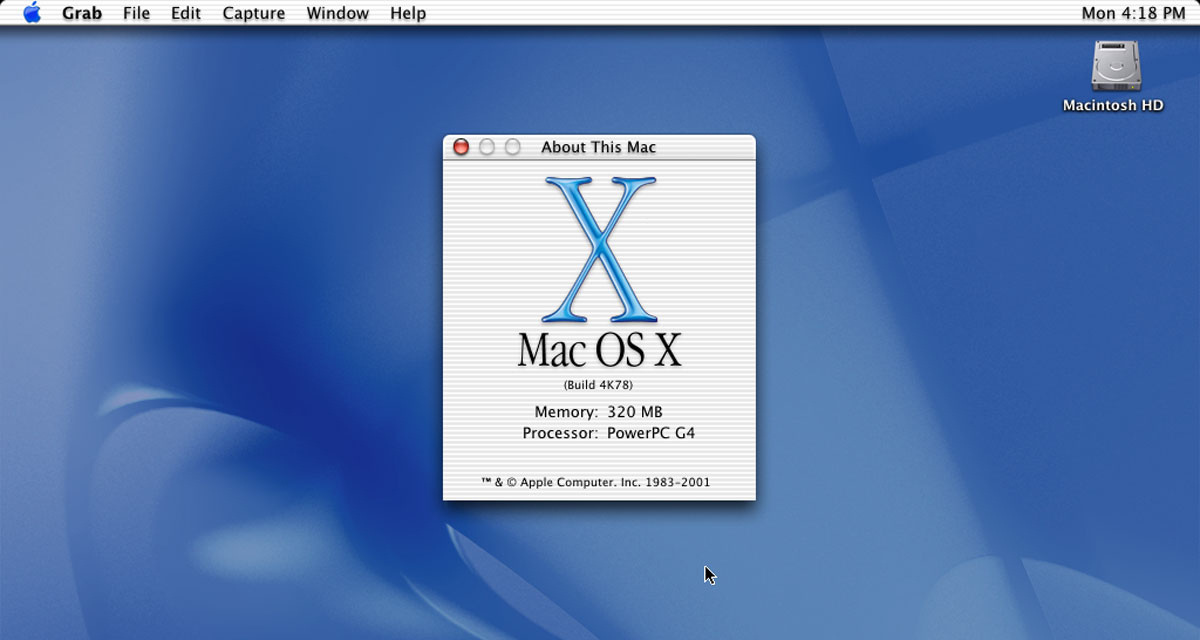 Grab File Edit Capture Window Help Mon 4:18 PM
Macintosh HD
About This Mac
X
Mac OS X
(Build 4K78)
Memory: 320 MB
Processor: PowerPC G4
™ & © Apple Computer. Inc. 1983-2001